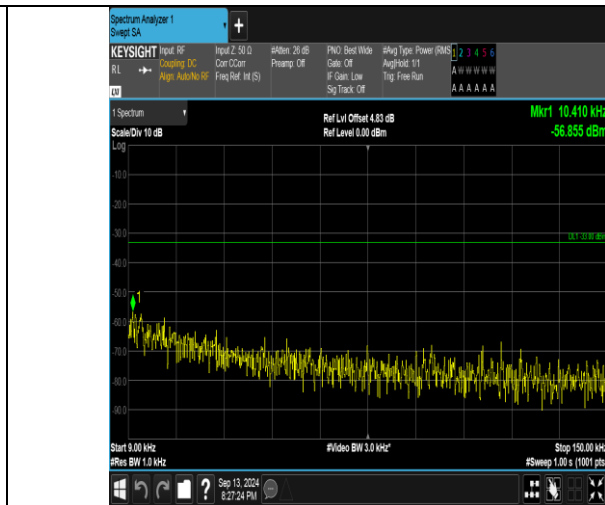 Spectrum Analyzer 1
Swept SA
+
KEYSIGHT Input: RF Input Z: 50 Ω #Atten: 26 dB PNO: Best Wide #Avg Type: Power (RMS 1 2 3 4 5 6
RL Coupling: DC Corr CCorr Preamp: Off Gate: Off Avg|Hold: 1/1 A W W W W W
Align: Auto/No RF Freq Ref: Int (S) IF Gain: Low Trig: Free Run
Sig Track: Off A A A A A A
1 Spectrum Ref Lvl Offset 4.83 dB Mkr1 10.410 kHz
Scale/Div 10 dB Ref Level 0.00 dBm -56.855 dBm
Log
-10.0
-20.0
-30.0
-40.0
-50.0
1
-60.0
-70.0
-80.0
-90.0
Start 9.00 kHz #Video BW 3.0 kHz* Stop 150.00 kHz
#Res BW 1.0 kHz #Sweep 1.00 s (1001 pts
? Sep 13, 2024
8:27:24 PM